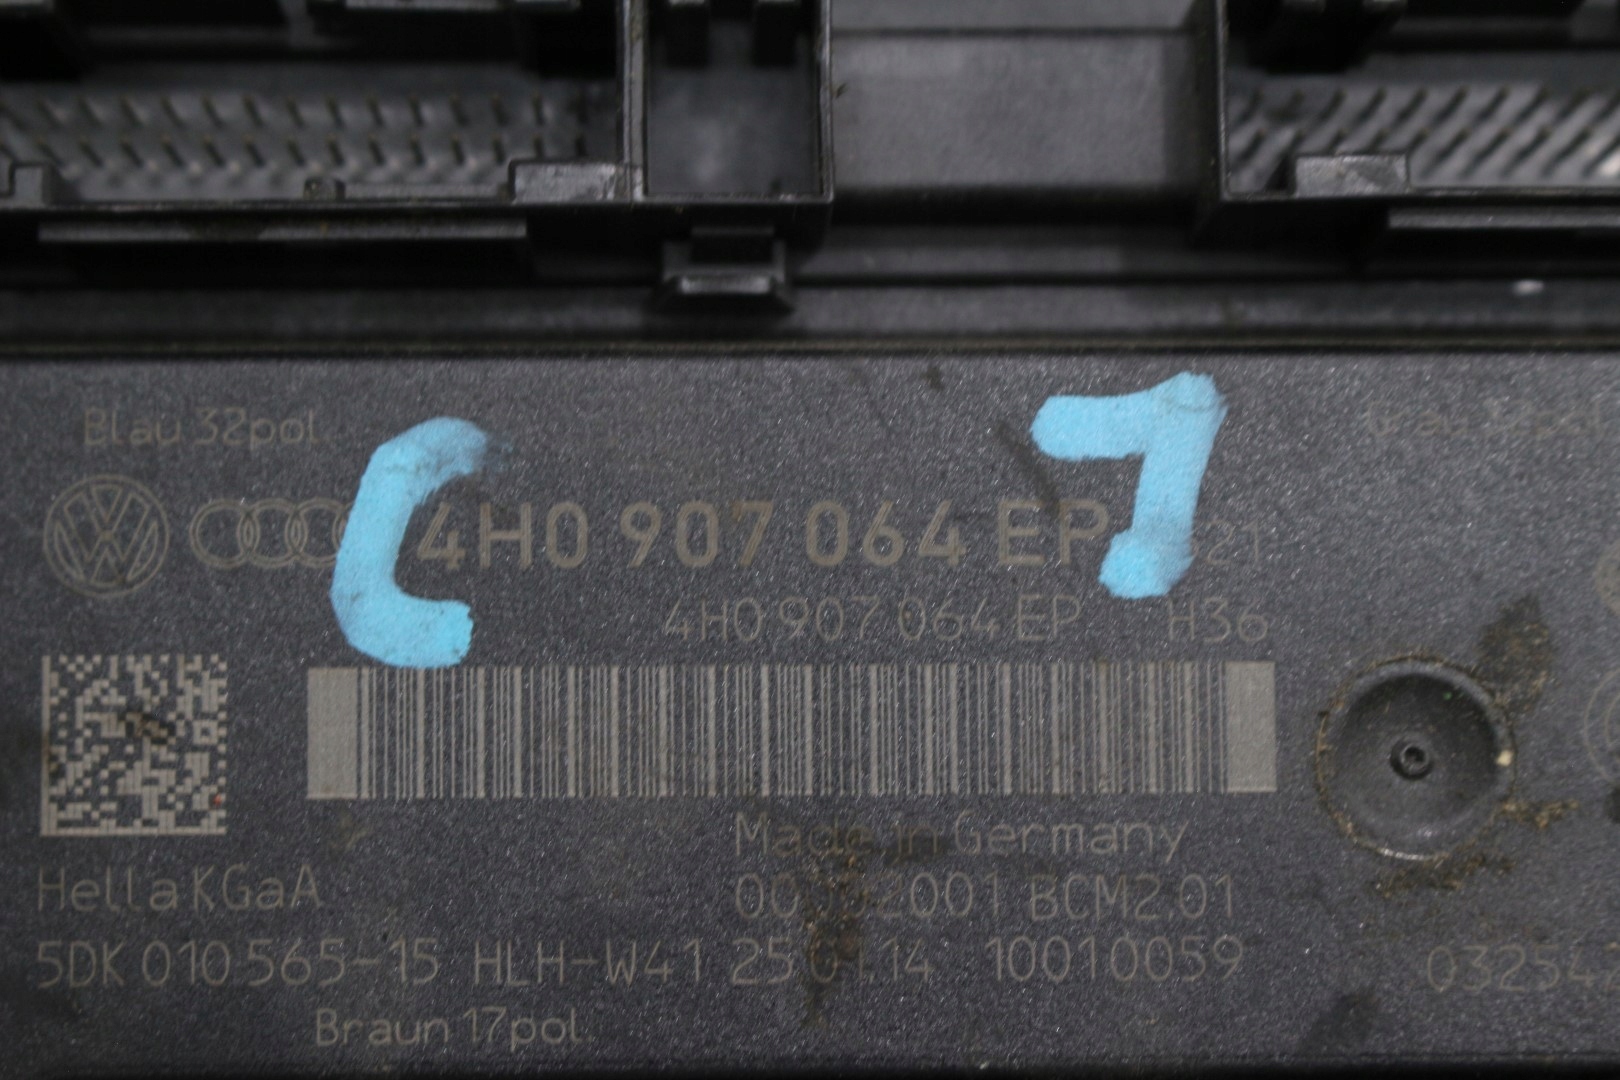 Blau 32pol.
4H0 907 064 EP 21
4H0 907 064 EP H36
Made in Germany
Hella KGaA
BCM2 01
5DK 010 565-15 HLH-W41 25.01.14 10010059
Braun 17pol.